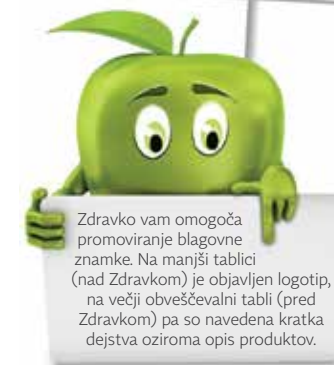 Zdravko vam omogoča
promoviranje blagovne
znamke. Na manjši tablici
(nad Zdravkom) je objavljen logotip,
na večji obveščevalni tabli (pred
Zdravkom) pa so navedena kratka
dejstva oziroma opis produktov.